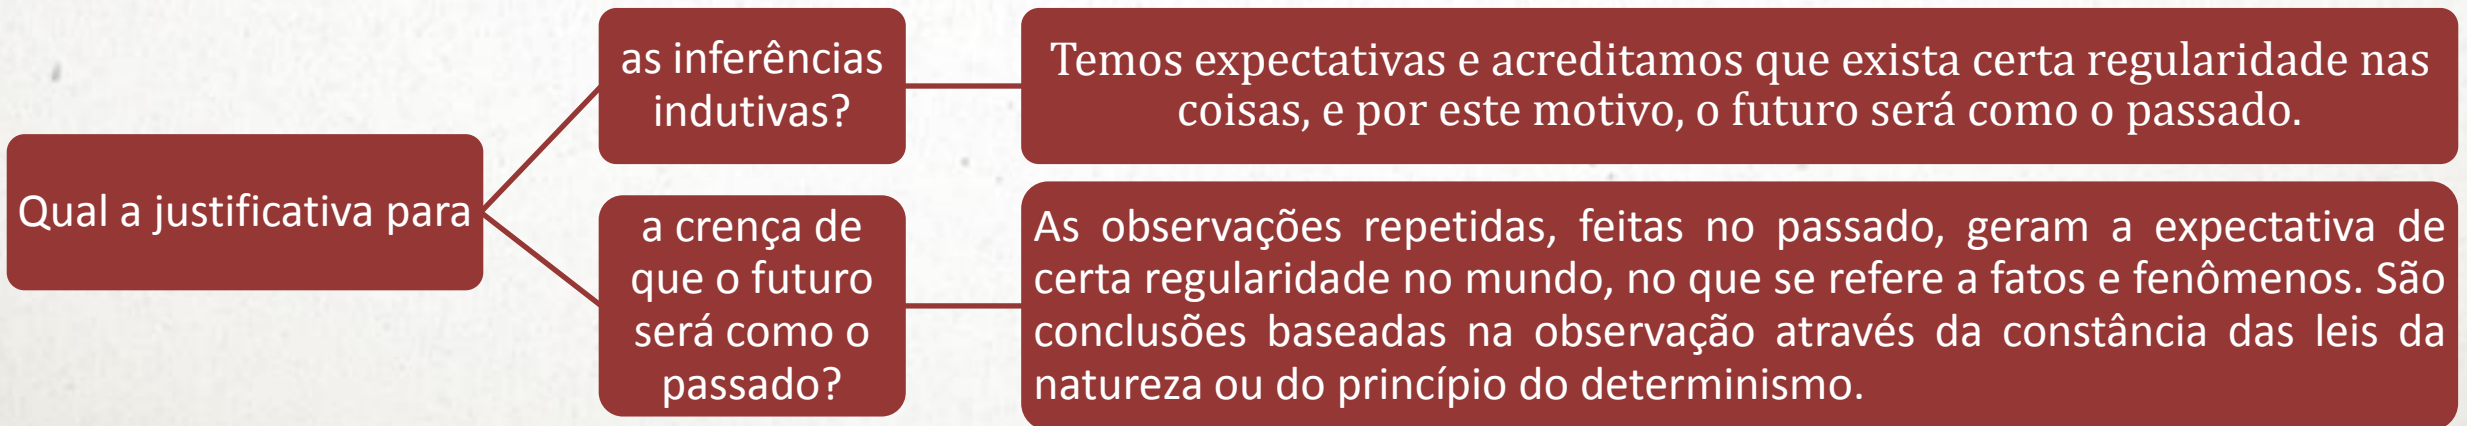 Qual a justificativa para
as inferências
indutivas?
Temos expectativas e acreditamos que exista certa regularidade nas
coisas, e por este motivo, o futuro será como o passado.
a crença de
que o futuro
será como o
passado?
As observações repetidas, feitas no passado, geram a expectativa de
certa regularidade no mundo, no que se refere a fatos e fenômenos. São
conclusões baseadas na observação através da constância das leis da
natureza ou do princípio do determinismo.